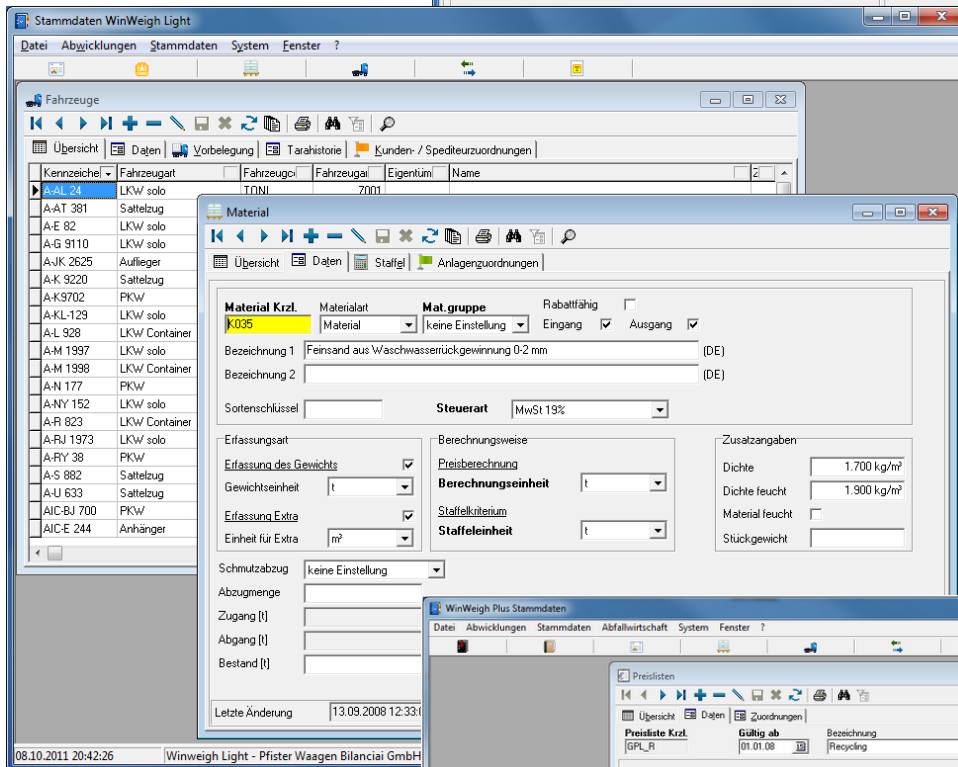 Stammdaten WinWeigh Light
Datei Abwicklungen Stammdaten System Fenster ?
Fahrzeuge
Übersicht Daten Vorbelegung Tarahistorie Kunden- / Spediteurzuordnungen
Kennzeichel Fahrzeugart Fahrzeugci Fahrzeugai Eigentüm Name Z
A-AL 24 LKW solo TONI 7001
A-AT 381 Sattelzug
A-E 82 LKW solo
A-G 9110 LKW solo
A-JK 2625 Auflieger
A-K 9220 Sattelzug
A-K9702 PKW
A-KL-129 LKW solo
A-L 928 LKW Container
A-M 1997 LKW solo
A-M 1998 LKW Container
A-N 177 PKW
A-NY 152 LKW solo
A-R 823 LKW Container
A-RJ 1973 LKW solo
A-RY 38 PKW
A-S 882 Sattelzug
A-U 633 Sattelzug
AIC-BJ 700 PKW
AIC-E 244 Anhänger
Material
Übersicht Daten Staffel Anlagenzuordnungen
Material Krzl. Materialart Mat.gruppe Rabattfähig
K035 Material keine Einstellung Eingang Ausgang
Bezeichnung 1 Feinsand aus Waschwasserrückgewinnung 0-2 mm (DE)
Bezeichnung 2 (DE)
Sortenschlüssel Steuerart MwSt 19%
Erfassungsart Berechnungsweise Zusatzangaben
Erfassung des Gewichts Preisberechnung Dichte 1.700 kg/m³
Gewichtseinheit t Berechnungseinheit t Dichte feucht 1.900 kg/m³
Erfassung Extra Staffelkriterium Material feucht
Einheit für Extra m³ Staffeleinheit t Stückgewicht
Schmutzabzug keine Einstellung
Abzugmenge
Zugang [t]
Abgang [t]
Bestand [t]
Letzte Änderung 13.09.2008 12:33:0
WinWeigh Plus Stammdaten
Datei Abwicklungen Stammdaten Abfallwirtschaft System Fenster ?
Preislisten
Übersicht Daten Zuordnungen
Preisliste Krzl. Gültig ab Bezeichnung
GPL_R 01.01.08 Recycling
08.10.2011 20:42:26 Winweigh Light - Pfister Waagen Bilanciai GmbH